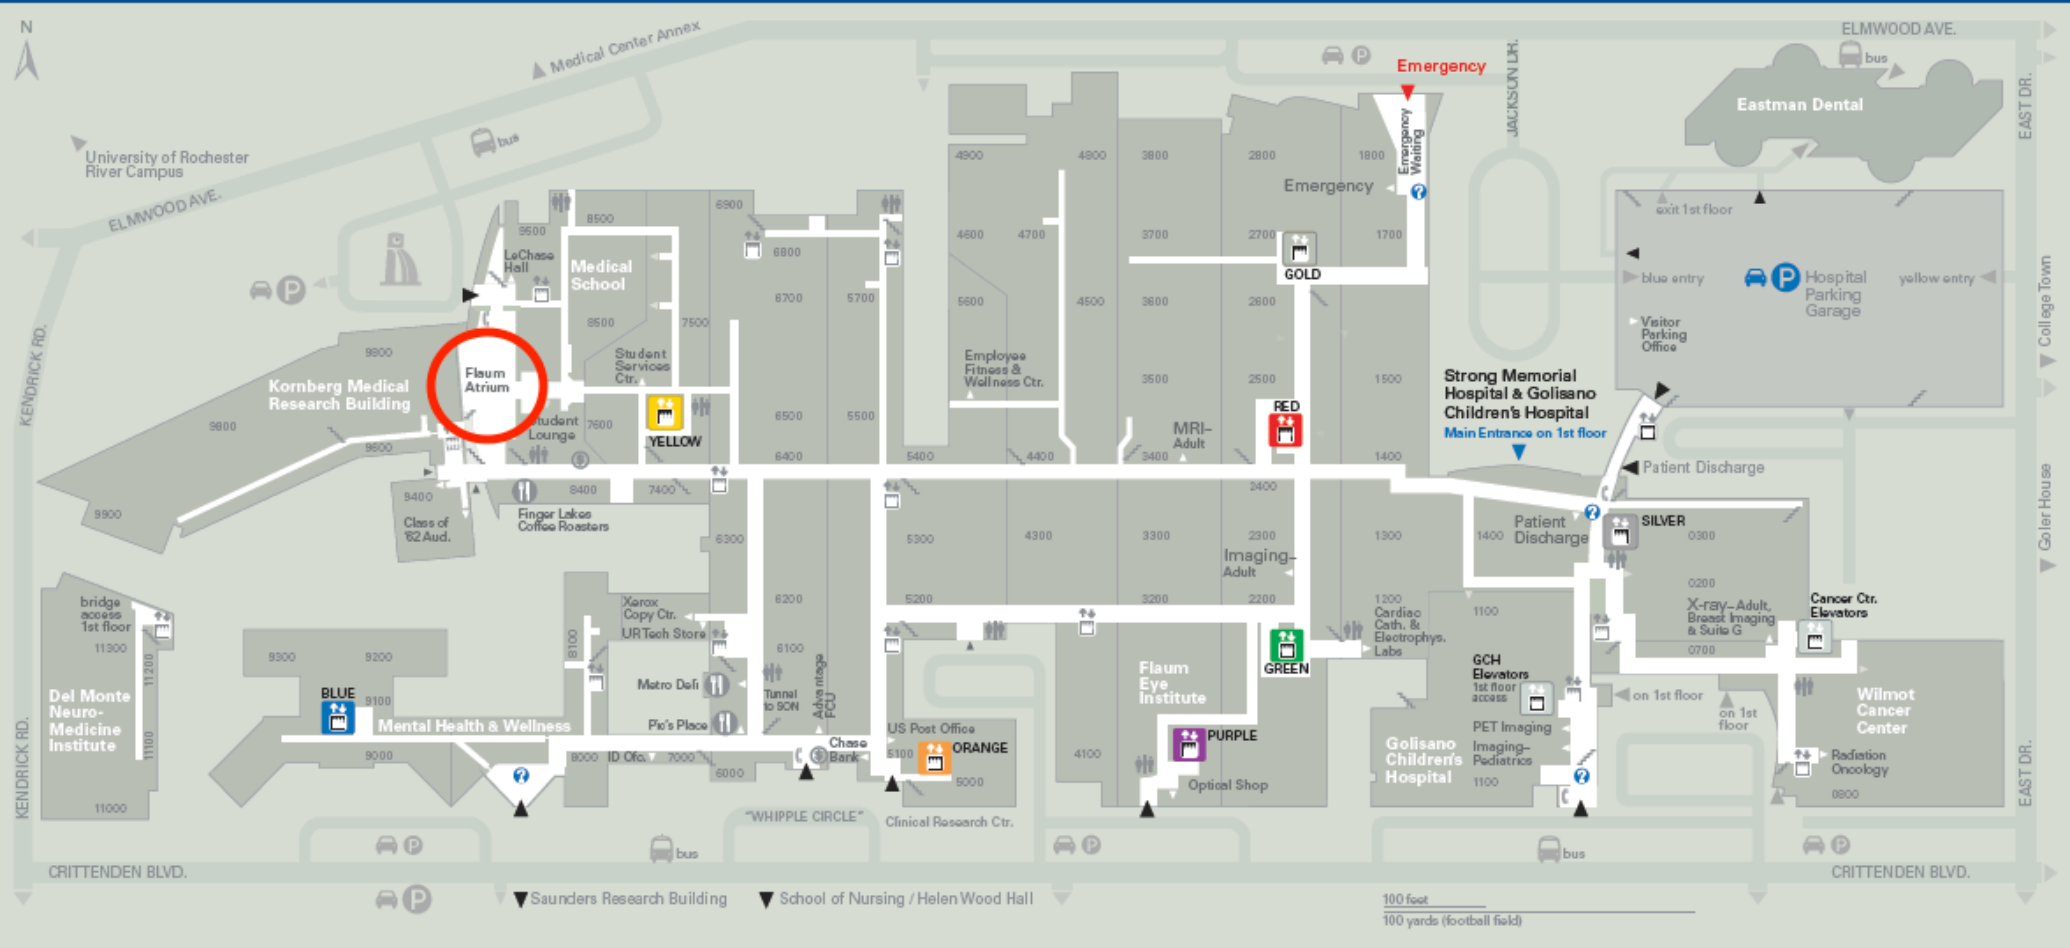 ELMWOOD AVE.
N
Medical Center Annex
bus
Emergency
JACKSON DR.
EAST DR.
Eastman Dental
bus
University of Rochester
River Campus
ELMWOOD AVE.
Emergency
Waiting
4900
4800
3800
2800
1800
Emergency
exit 1st floor
8500
6900
9500
4600
4700
3700
2700
1700
LeChase
Hall
Medical
School
6800
GOLD
blue entry
Hospital
Parking
Garage
yellow entry
College Town
6700
5700
5600
4500
3600
2600
8500
7500
Visitor
Parking
Office
KENDRICK RD.
9800
Flaum
Atrium
Student
Services
Ctr.
Employee
Fitness &
Wellness Ctr.
3500
2500
1500
Strong Memorial
Hospital & Golisano
Children's Hospital
Main Entrance on 1st floor
Kornberg Medical
Research Building
RED
9800
Student
Lounge
7600
YELLOW
6500
5500
MRI–
Adult
9600
6400
5400
4400
3400
1400
Patient Discharge
9400
8400
7400
2400
9900
Class of
'62 Aud.
Finger Lakes
Coffee Roasters
Patient
Discharge
SILVER
Goler House
6300
5300
4300
3300
2300
1300
1400
0300
Imaging–
Adult
0200
bridge
access
1st floor
Xerox
Copy Ctr.
6200
5200
3200
2200
1200
Cardiac
Cath. &
Electrophys.
Labs
1100
X-ray–Adult,
Breast Imaging
& Suite G
Cancer Ctr.
Elevators
URTech Store
11300
11200
9300
9200
8100
6100
GREEN
0700
Flaum
Eye
Institute
GCH
Elevators
1st floor
access
Del Monte
Neuro-
Medicine
Institute
BLUE
9100
Metro Deli
Tunnel
to SON
Advantage
FCU
on 1st floor
on 1st
floor
Wilmot
Cancer
Center
Mental Health & Wellness
Pic's Place
US Post Office
PURPLE
PET Imaging
KENDRICK RD.
11100
9000
8000
ID Ofc.
7000
6000
Chase
Bank
5100
ORANGE
5000
4100
Golisano
Children's
Hospital
Imaging–
Pediatrics
1100
Radiation
Oncology
EAST DR.
Optical Shop
0800
11000
"WHIPPLE CIRCLE"
Clinical Research Ctr.
P
bus
P
bus
P
CRITTENDEN BLVD.
CRITTENDEN BLVD.
P
Saunders Research Building
School of Nursing / Helen Wood Hall
100 feet
100 yards (football field)